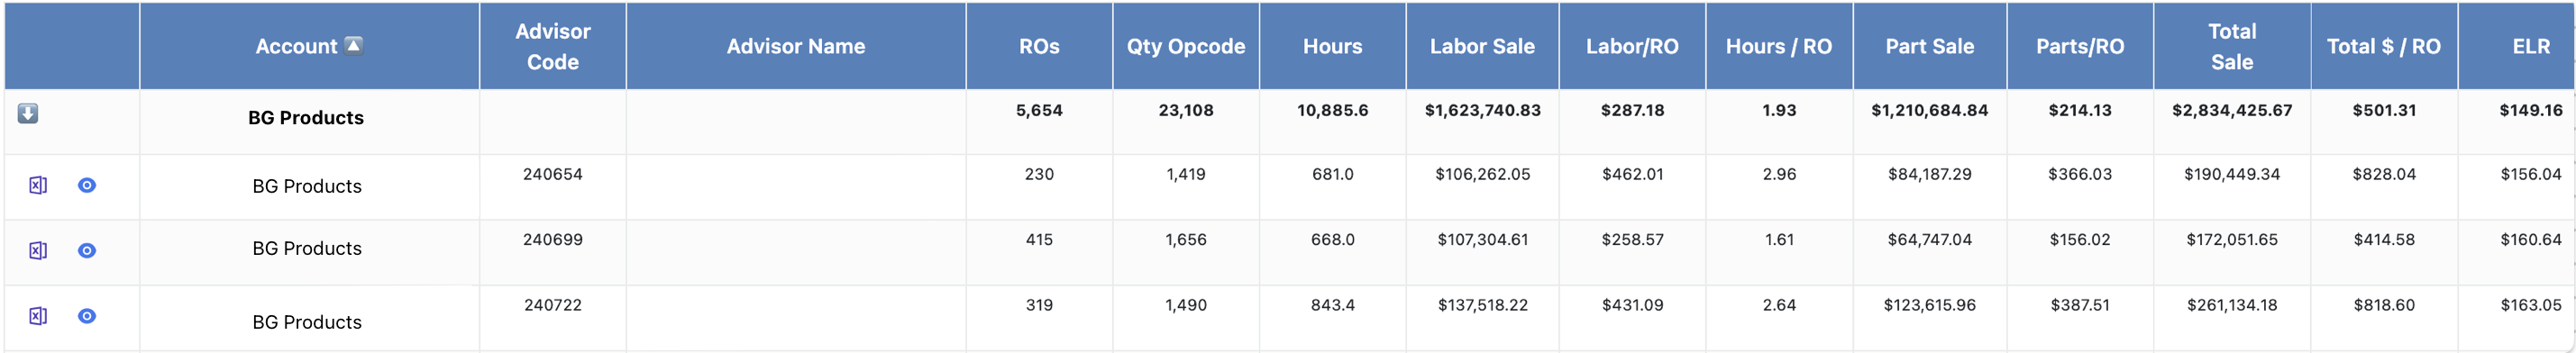 Account Advisor Code Advisor Name ROs Qty Opcode Hours Labor Sale Labor/RO Hours / RO Part Sale Parts/RO Total Sale Total $ / RO ELR
BG Products 5,654 23,108 10,885.6 $1,623,740.83 $287.18 1.93 $1,210,684.84 $214.13 $2,834,425.67 $501.31 $149.16
BG Products 240654 230 1,419 681.0 $106,262.05 $462.01 2.96 $84,187.29 $366.03 $190,449.34 $828.04 $156.04
BG Products 240699 415 1,656 668.0 $107,304.61 $258.57 1.61 $64,747.04 $156.02 $172,051.65 $414.58 $160.64
BG Products 240722 319 1,490 843.4 $137,518.22 $431.09 2.64 $123,615.96 $387.51 $261,134.18 $818.60 $163.05